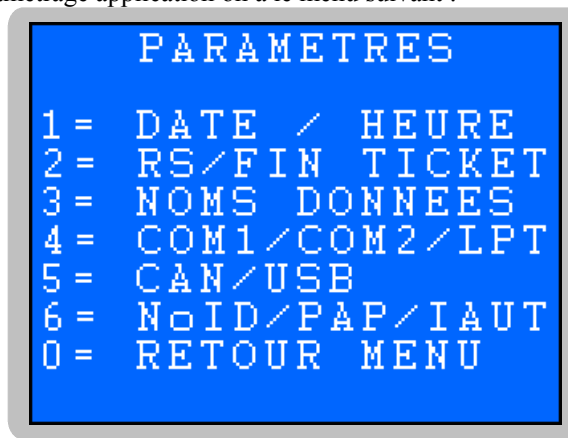 application on a le menu suivant :
PARAMETRES
1= DATE / HEURE
2= RS/FIN TICKET
3= NOMS DONNEES
4= COM1/COM2/LPT
5= CAN/USB
6= NoID/PAP/IAUT
0= RETOUR MENU